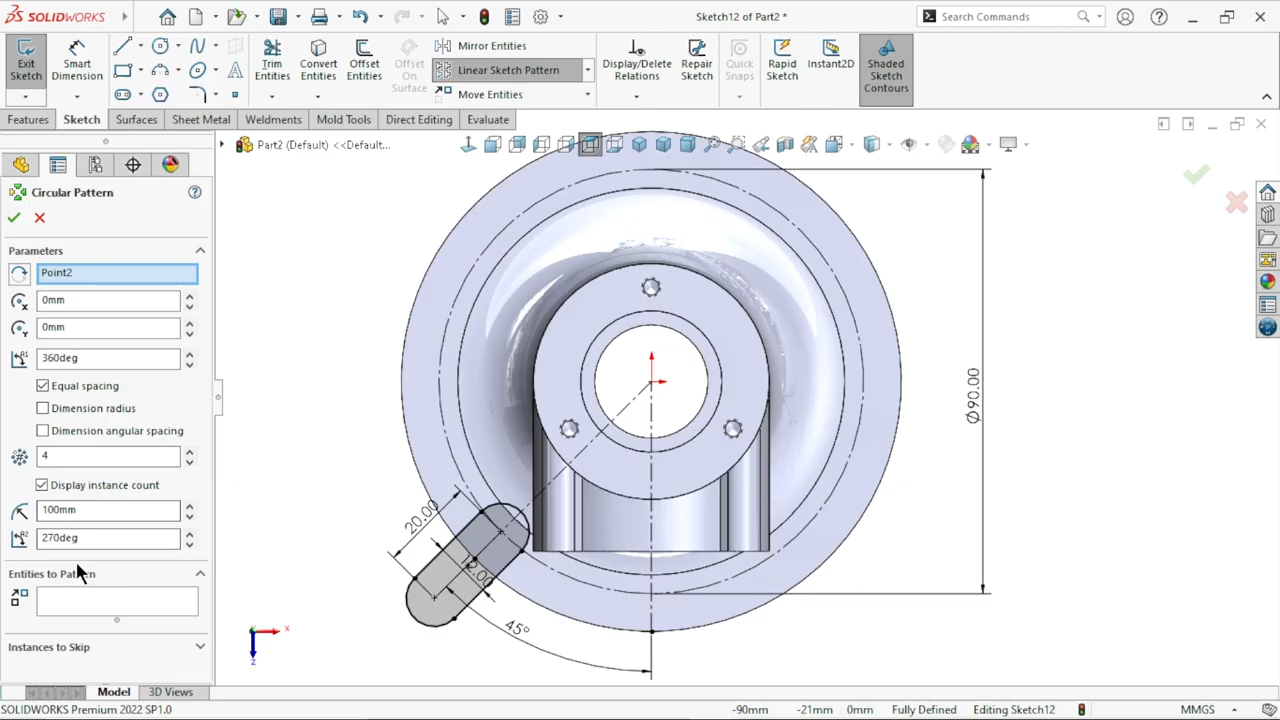 SOLIDWORKS
Sketch12 of Part2 *
Search Commands
Exit Sketch
Smart Dimension
Trim Entities
Convert Entities
Offset Entities
Offset On Surface
Mirror Entities
Linear Sketch Pattern
Move Entities
Display/Delete Relations
Repair Sketch
Quick Snaps
Rapid Sketch
Instant2D
Shaded Sketch Contours
Features
Sketch
Surfaces
Sheet Metal
Weldments
Mold Tools
Direct Editing
Evaluate
Part2 (Default) <<Default...
Circular Pattern
Parameters
Point2
0mm
0mm
360deg
Equal spacing
Dimension radius
Dimension angular spacing
4
Display instance count
100mm
270deg
Entities to Pattern
Instances to Skip
Ø90.00
20.00
45°
x
z
Model
3D Views
SOLIDWORKS Premium 2022 SP1.0
-90mm
-21mm
0mm
Fully Defined
Editing Sketch12
MMGS